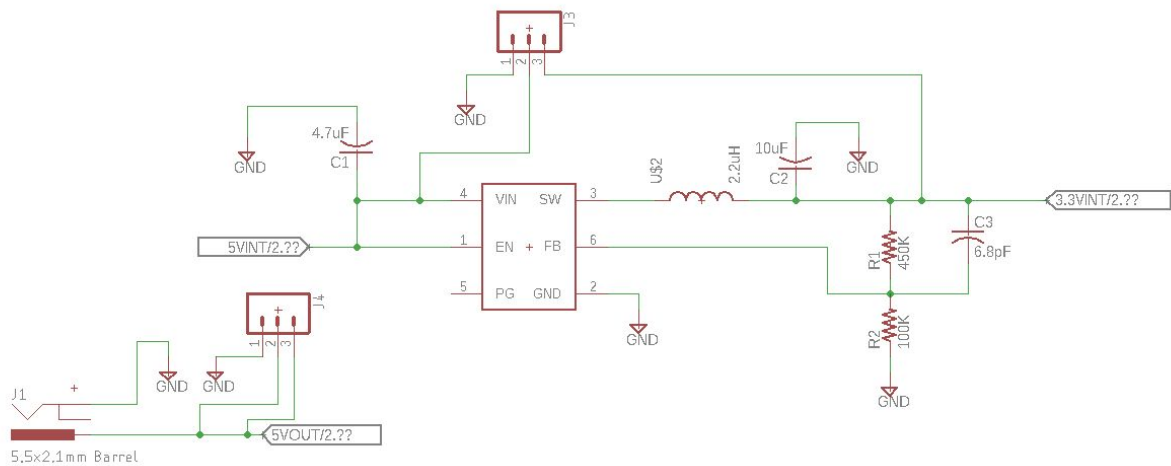 J3
+
1
2
3
GND
4.7uF
C1
GND
U$2
2.2uH
10uF
C2
GND
4 VIN SW 3
1 EN + FB 6
5 PG GND 2
5VINT/2.??
3.3VINT/2.??
C3
6.8pF
R1
450K
R2
100K
GND
GND
J4
+
1
2
3
GND
GND
J1
+
5VOUT/2.??
5.5x2.1mm Barrel